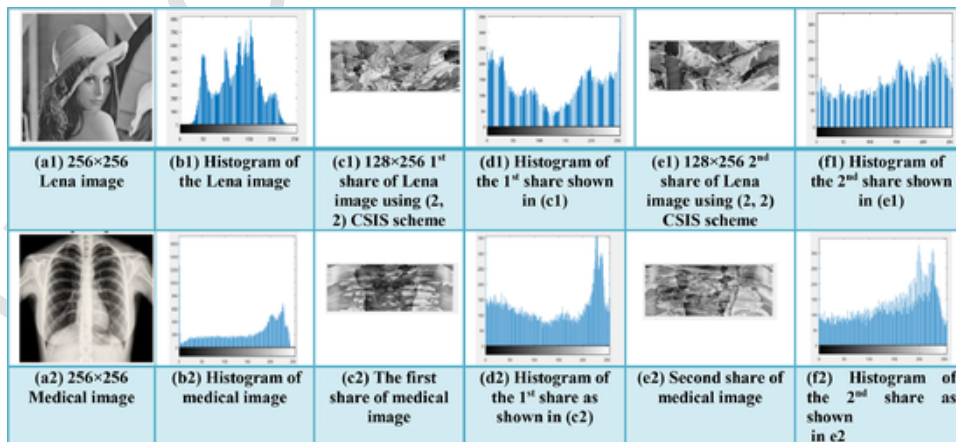 (a1) 256×256
Lena image
(b1) Histogram of
the Lena image
(c1) 128×256 1st
share of Lena
image using (2,
2) CSIS scheme
(d1) Histogram of
the 1st share shown
in (c1)
(e1) 128×256 2nd
share of Lena
image using (2, 2)
CSIS scheme
(f1) Histogram of
the 2nd share shown
in (e1)
(a2) 256×256
Medical image
(b2) Histogram of
medical image
(c2) The first
share of medical
image
(d2) Histogram of
the 1st share as
shown in (c2)
(e2) Second share of
medical image
(f2) Histogram of
the 2nd share as
shown
in e2